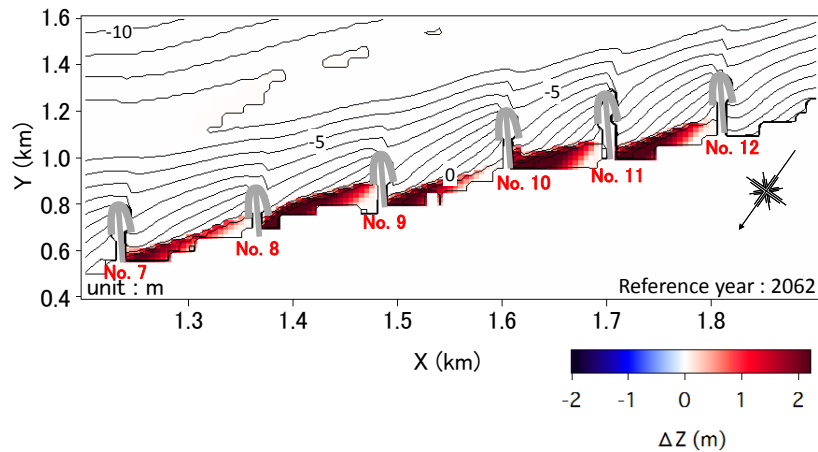 1.6
1.4
1.2
1.0
0.8
0.6
0.4
Y (km)
-10
-5
-5
0
No. 7
No. 8
No. 9
No. 10
No. 11
No. 12
unit : m
Reference year : 2062
1.3 1.4 1.5 1.6 1.7 1.8
X (km)
-2 -1 0 1 2
ΔZ (m)